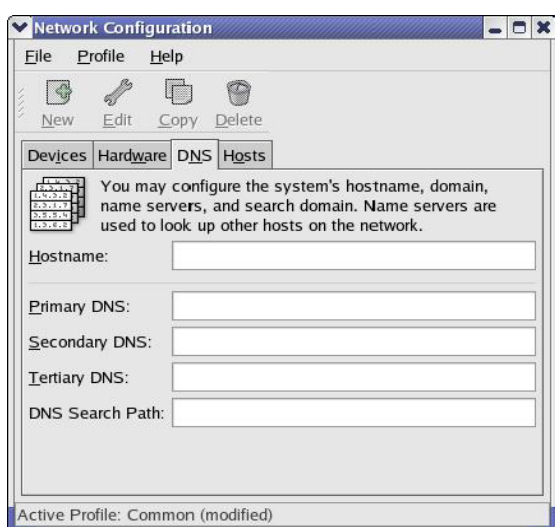 Network Configuration
File Profile Help
New Edit Copy Delete
Devices Hardware DNS Hosts
You may configure the system's hostname, domain,
name servers, and search domain. Name servers are
used to look up other hosts on the network.
Hostname:
Primary DNS:
Secondary DNS:
Tertiary DNS:
DNS Search Path:
Active Profile: Common (modified)